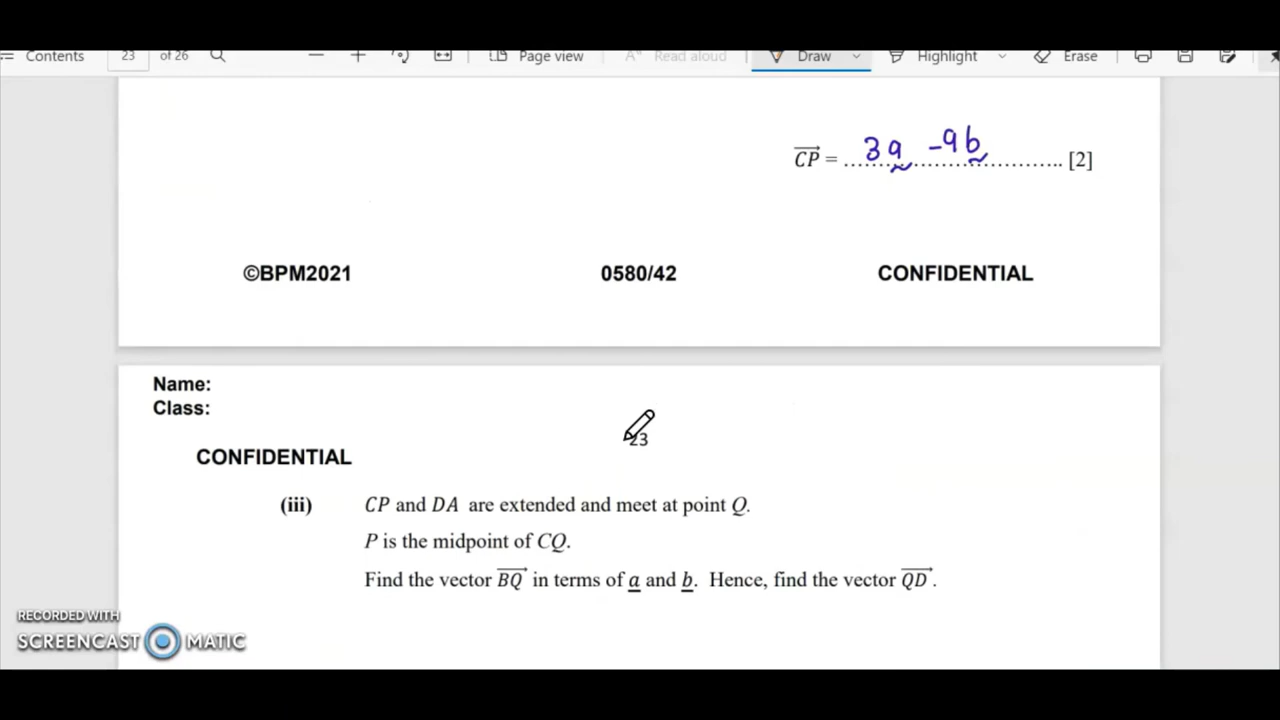 Contents 23 of 26 Page view Read aloud Draw Highlight Erase
CP = 3a -9b [2]
©BPM2021 0580/42 CONFIDENTIAL
Name:
Class:
23
CONFIDENTIAL
(iii) CP and DA are extended and meet at point Q.
P is the midpoint of CQ.
Find the vector BQ in terms of a and b. Hence, find the vector QD.
RECORDED WITH
SCREENCAST MATIC